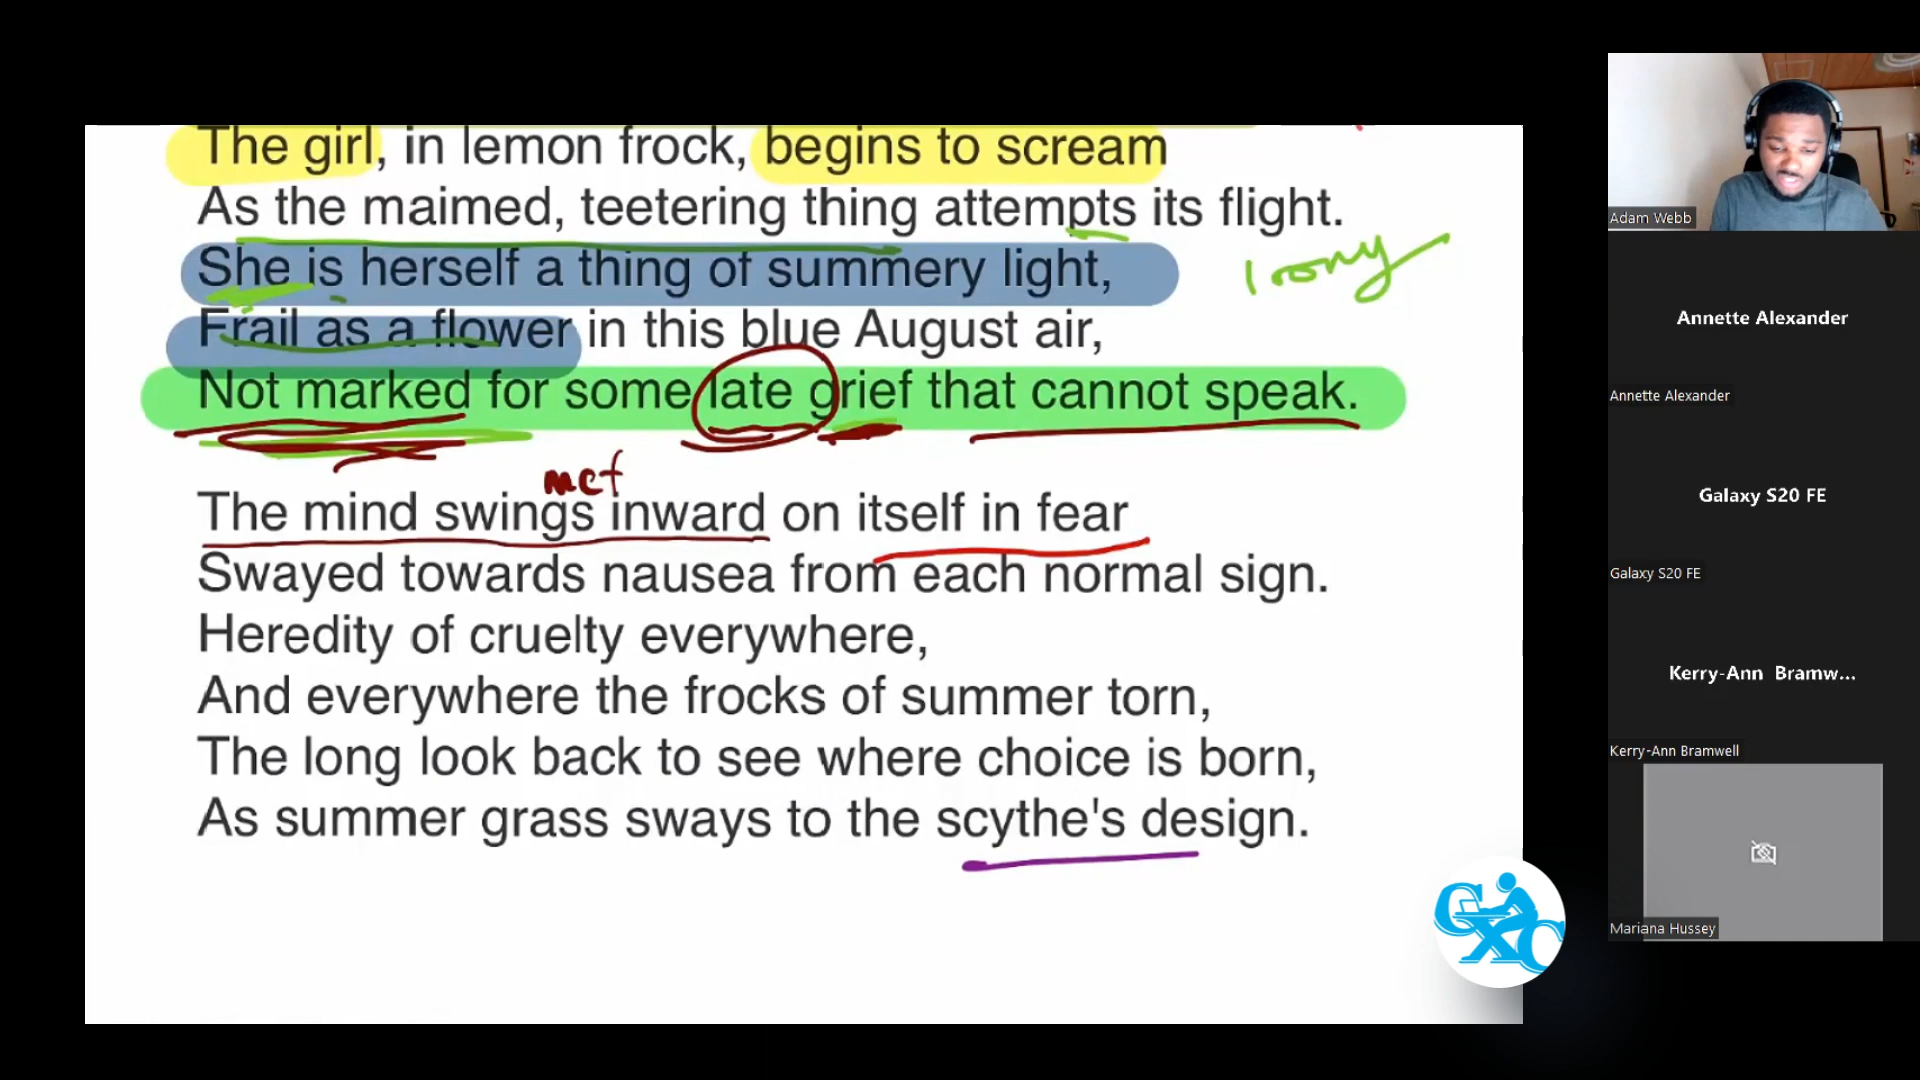 The girl, in lemon frock, begins to scream
As the maimed, teetering thing attempts its flight.
She is herself a thing of summery light,
Irony
Frail as a flower in this blue August air,
Not marked for some late grief that cannot speak.
met
The mind swings inward on itself in fear
Swayed towards nausea from each normal sign.
Heredity of cruelty everywhere,
And everywhere the frocks of summer torn,
The long look back to see where choice is born,
As summer grass sways to the scythe's design.
CXC
Adam Webb
Annette Alexander
Annette Alexander
Galaxy S20 FE
Galaxy S20 FE
Kerry-Ann Bramw...
Kerry-Ann Bramwell
Mariana Hussey